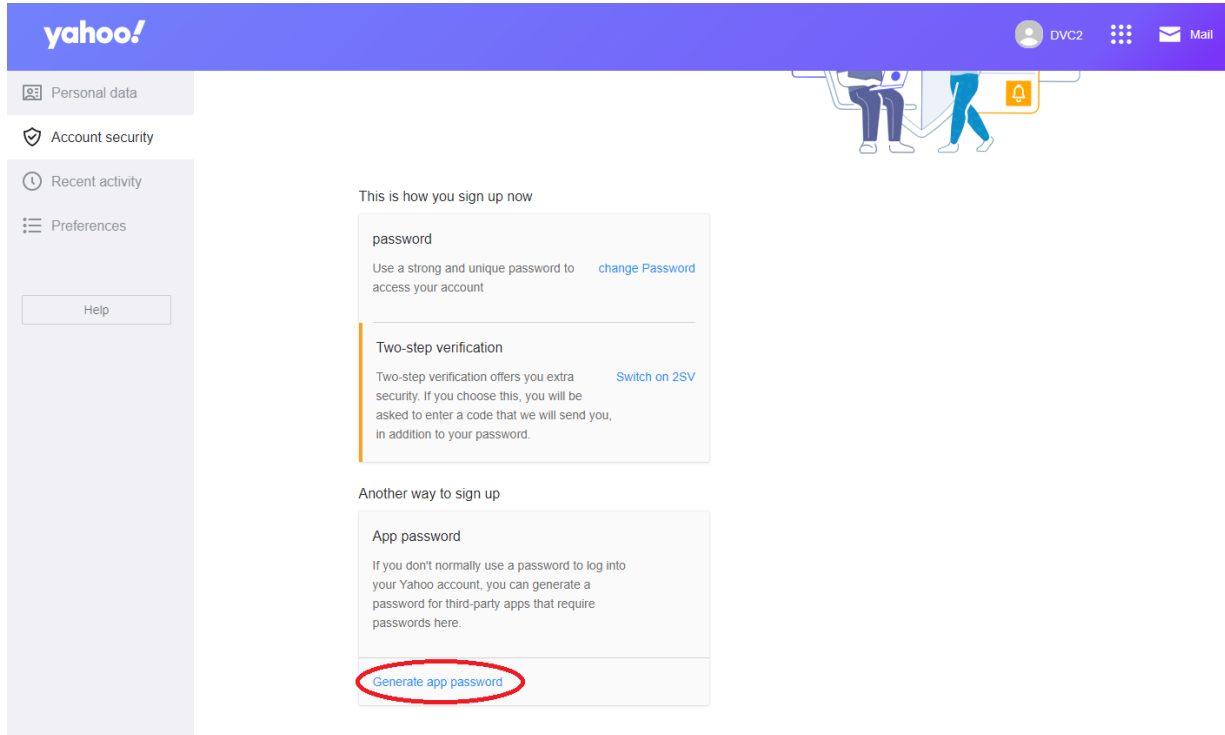 yahoo!
DVC2
Mail
Personal data
Account security
Recent activity
Preferences
Help
This is how you sign up now
password
Use a strong and unique password to
access your account
change Password
Two-step verification
Two-step verification offers you extra
security. If you choose this, you will be
asked to enter a code that we will send you,
in addition to your password.
Switch on 2SV
Another way to sign up
App password
If you don't normally use a password to log into
your Yahoo account, you can generate a
password for third-party apps that require
passwords here.
Generate app password